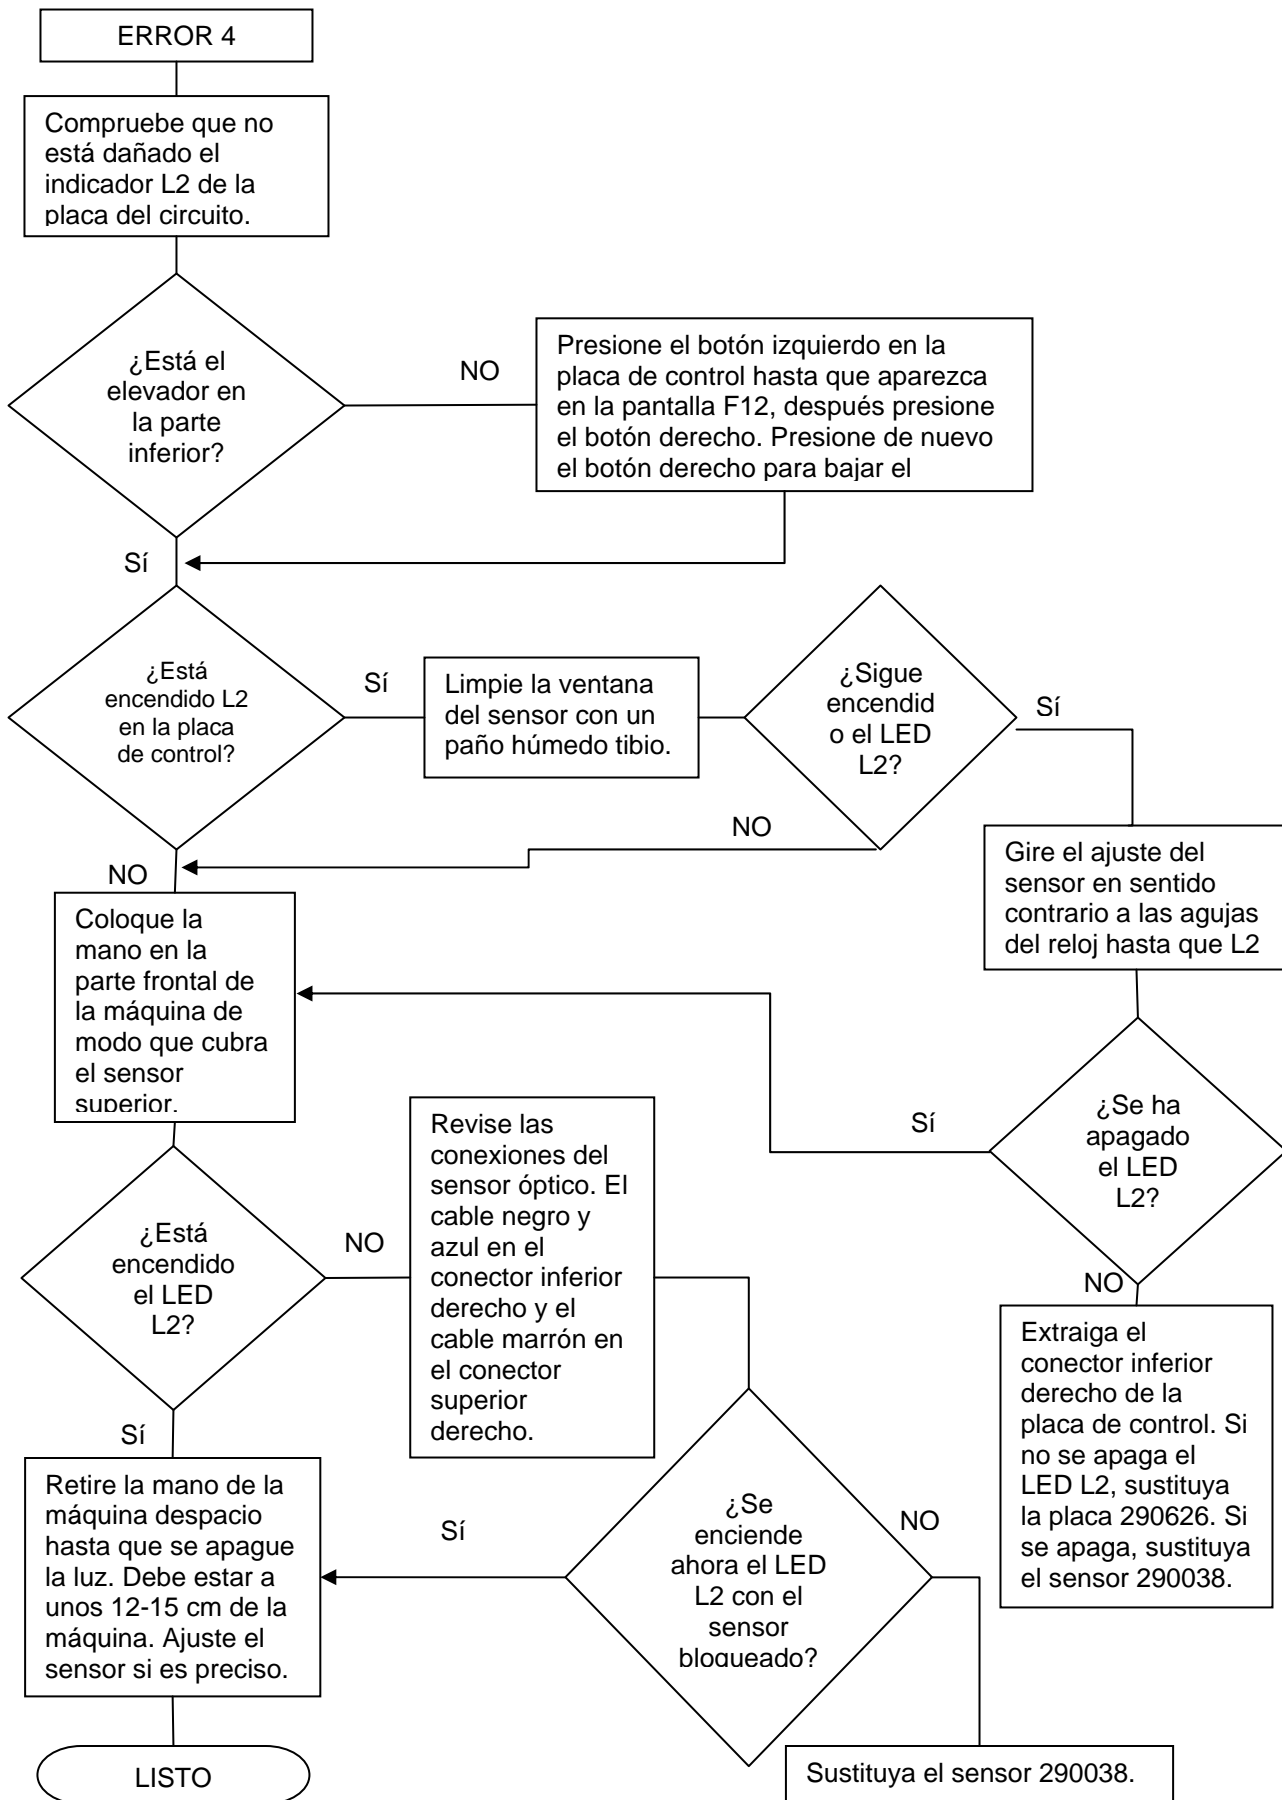 ERROR 4
Compruebe que no
está dañado el
indicador L2 de la
placa del circuito.
¿Está el
elevador en
la parte
inferior?
NO
Presione el botón izquierdo en la
placa de control hasta que aparezca
en la pantalla F12, después presione
el botón derecho. Presione de nuevo
el botón derecho para bajar el
Sí
¿Está
encendido L2
en la placa
de control?
Sí
Limpie la ventana
del sensor con un
paño húmedo tibio.
¿Sigue
encendid
o el LED
L2?
Sí
NO
NO
Gire el ajuste del
sensor en sentido
contrario a las agujas
del reloj hasta que L2
Coloque la
mano en la
parte frontal de
la máquina de
modo que cubra
el sensor
superior.
¿Se ha
apagado
el LED
L2?
Sí
NO
Revise las
conexiones del
sensor óptico. El
cable negro y
azul en el
conector inferior
derecho y el
cable marrón en
el conector
superior
derecho.
¿Está
encendido
el LED
L2?
NO
Sí
Extraiga el
conector inferior
derecho de la
placa de control. Si
no se apaga el
LED L2, sustituya
la placa 290626. Si
se apaga, sustituya
el sensor 290038.
Retire la mano de la
máquina despacio
hasta que se apague
la luz. Debe estar a
unos 12-15 cm de la
máquina. Ajuste el
sensor si es preciso.
Sí
¿Se
enciende
ahora el LED
L2 con el
sensor
bloqueado?
NO
LISTO
Sustituya el sensor 290038.